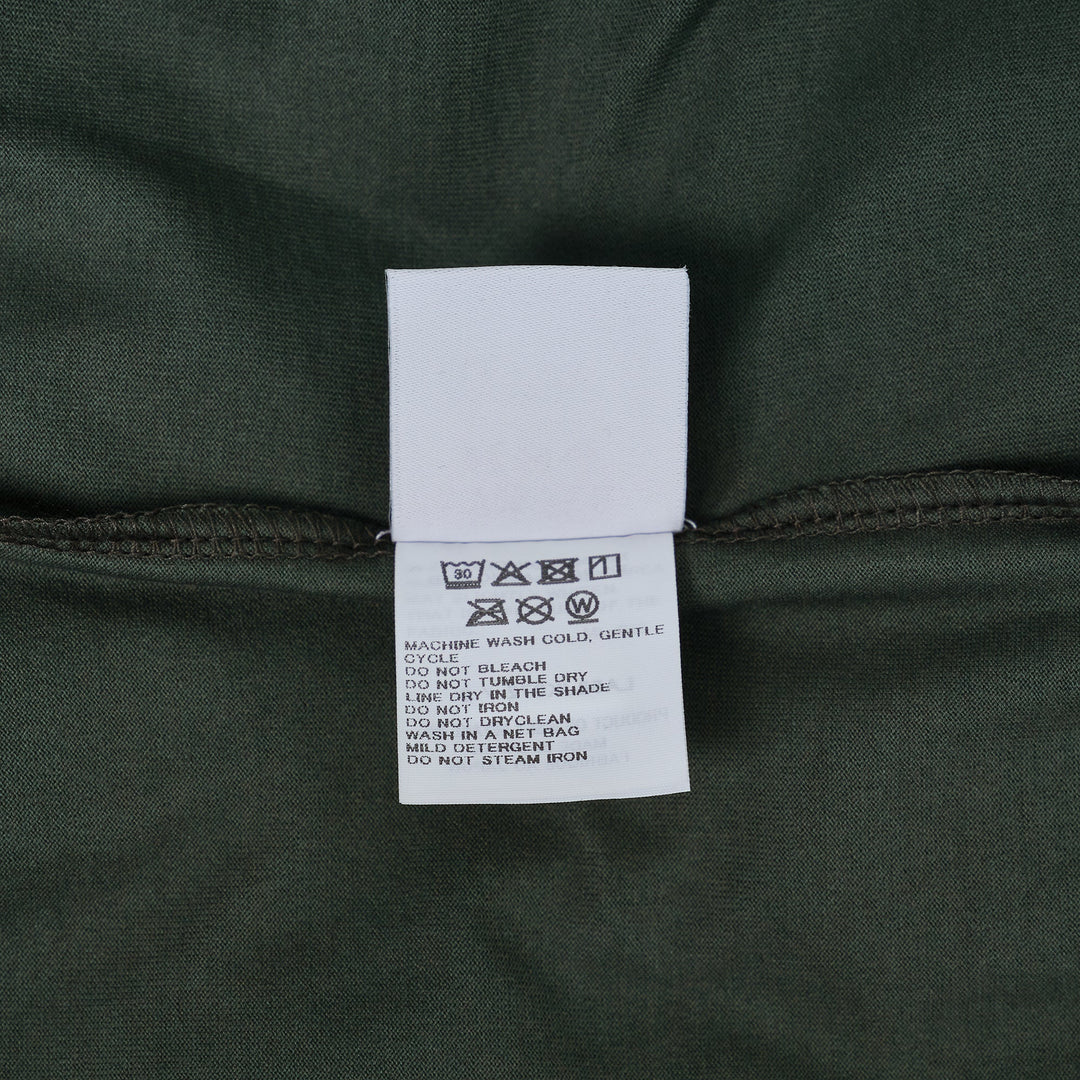 30
W
MACHINE WASH COLD, GENTLE
CYCLE
DO NOT BLEACH
DO NOT TUMBLE DRY
LINE DRY IN THE SHADE
DO NOT IRON
DO NOT DRYCLEAN
WASH IN A NET BAG
MILD DETERGENT
DO NOT STEAM IRON